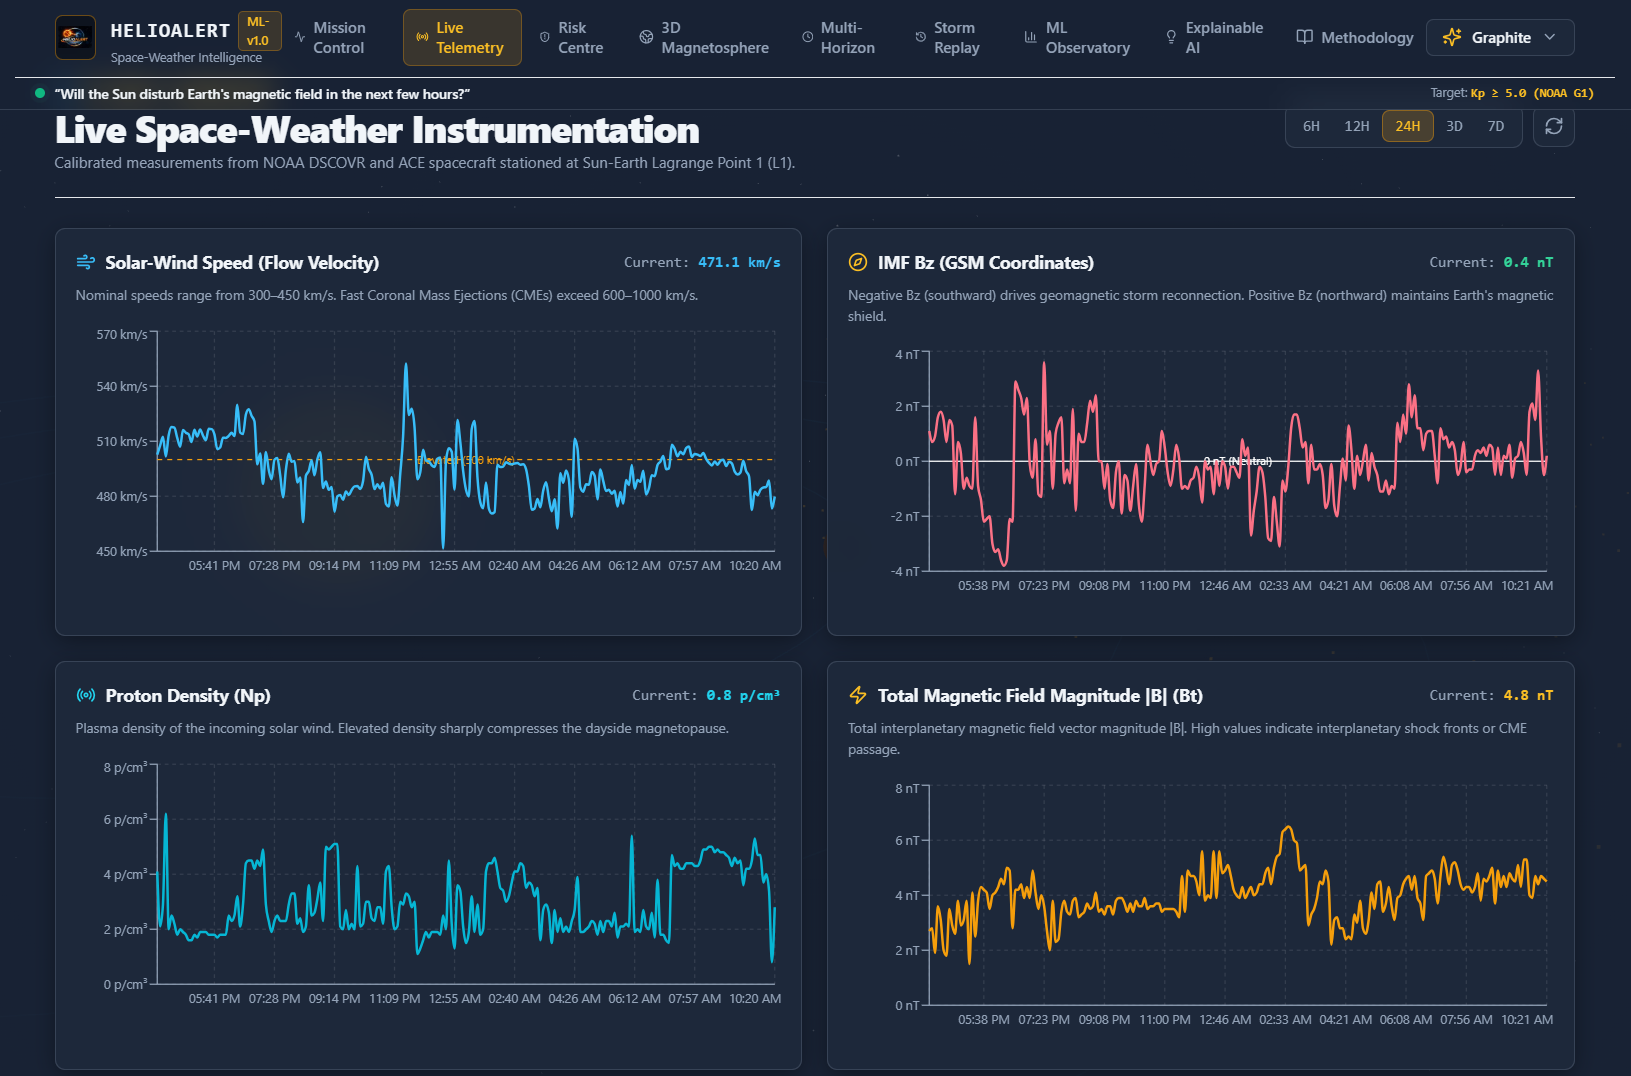 HELIOALERT
ML-v1.0
Space-Weather Intelligence
Mission Control
Live Telemetry
Risk Centre
3D Magnetosphere
Multi-Horizon
Storm Replay
ML Observatory
Explainable AI
Methodology
Graphite
"Will the Sun disturb Earth's magnetic field in the next few hours?"
Target: Kp ≥ 5.0 (NOAA G1)
Live Space-Weather Instrumentation
6H 12H 24H 3D 7D
Calibrated measurements from NOAA DSCOVR and ACE spacecraft stationed at Sun-Earth Lagrange Point 1 (L1).
Solar-Wind Speed (Flow Velocity)
Current: 471.1 km/s
Nominal speeds range from 300–450 km/s. Fast Coronal Mass Ejections (CMEs) exceed 600–1000 km/s.
570 km/s
540 km/s
510 km/s
Elevated (500 km/s)
480 km/s
450 km/s
05:41 PM 07:28 PM 09:14 PM 11:09 PM 12:55 AM 02:40 AM 04:26 AM 06:12 AM 07:57 AM 10:20 AM
IMF Bz (GSM Coordinates)
Current: 0.4 nT
Negative Bz (southward) drives geomagnetic storm reconnection. Positive Bz (northward) maintains Earth's magnetic
shield.
4 nT
2 nT
0 nT
0 nT (Neutral)
-2 nT
-4 nT
05:38 PM 07:23 PM 09:08 PM 11:00 PM 12:46 AM 02:33 AM 04:21 AM 06:08 AM 07:56 AM 10:21 AM
Proton Density (Np)
Current: 0.8 p/cm³
Plasma density of the incoming solar wind. Elevated density sharply compresses the dayside magnetopause.
8 p/cm³
6 p/cm³
4 p/cm³
2 p/cm³
0 p/cm³
05:41 PM 07:28 PM 09:14 PM 11:09 PM 12:55 AM 02:40 AM 04:26 AM 06:12 AM 07:57 AM 10:20 AM
Total Magnetic Field Magnitude |B| (Bt)
Current: 4.8 nT
Total interplanetary magnetic field vector magnitude |B|. High values indicate interplanetary shock fronts or CME
passage.
8 nT
6 nT
4 nT
2 nT
0 nT
05:38 PM 07:23 PM 09:08 PM 11:00 PM 12:46 AM 02:33 AM 04:21 AM 06:08 AM 07:56 AM 10:21 AM